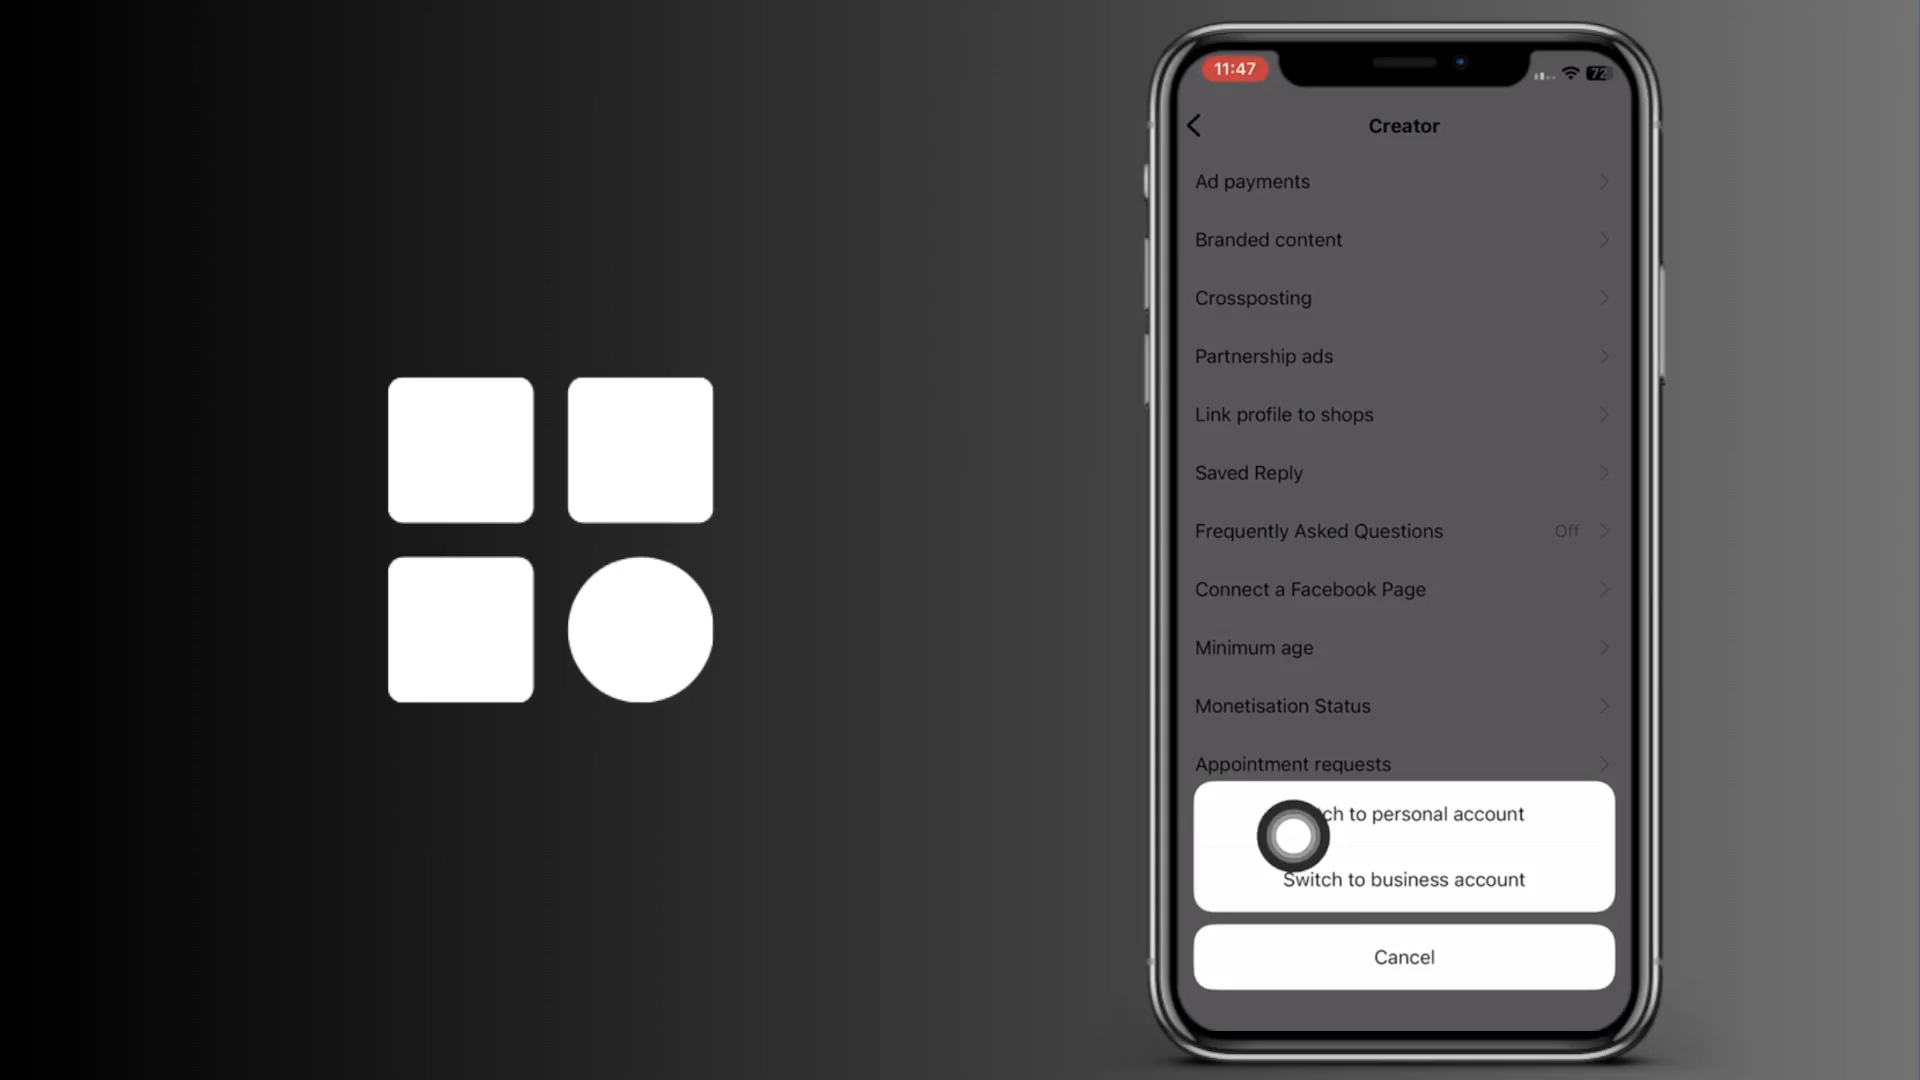 11:47
72
Creator
Ad payments
Branded content
Crossposting
Partnership ads
Link profile to shops
Saved Reply
Frequently Asked Questions Off
Connect a Facebook Page
Minimum age
Monetisation Status
Appointment requests
to personal account
Switch to business account
Cancel